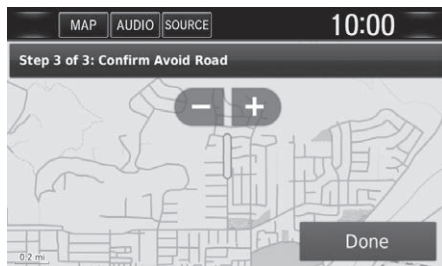 MAP AUDIO SOURCE 10:00
Step 3 of 3: Confirm Avoid Road
− +
0.2 mi
Done